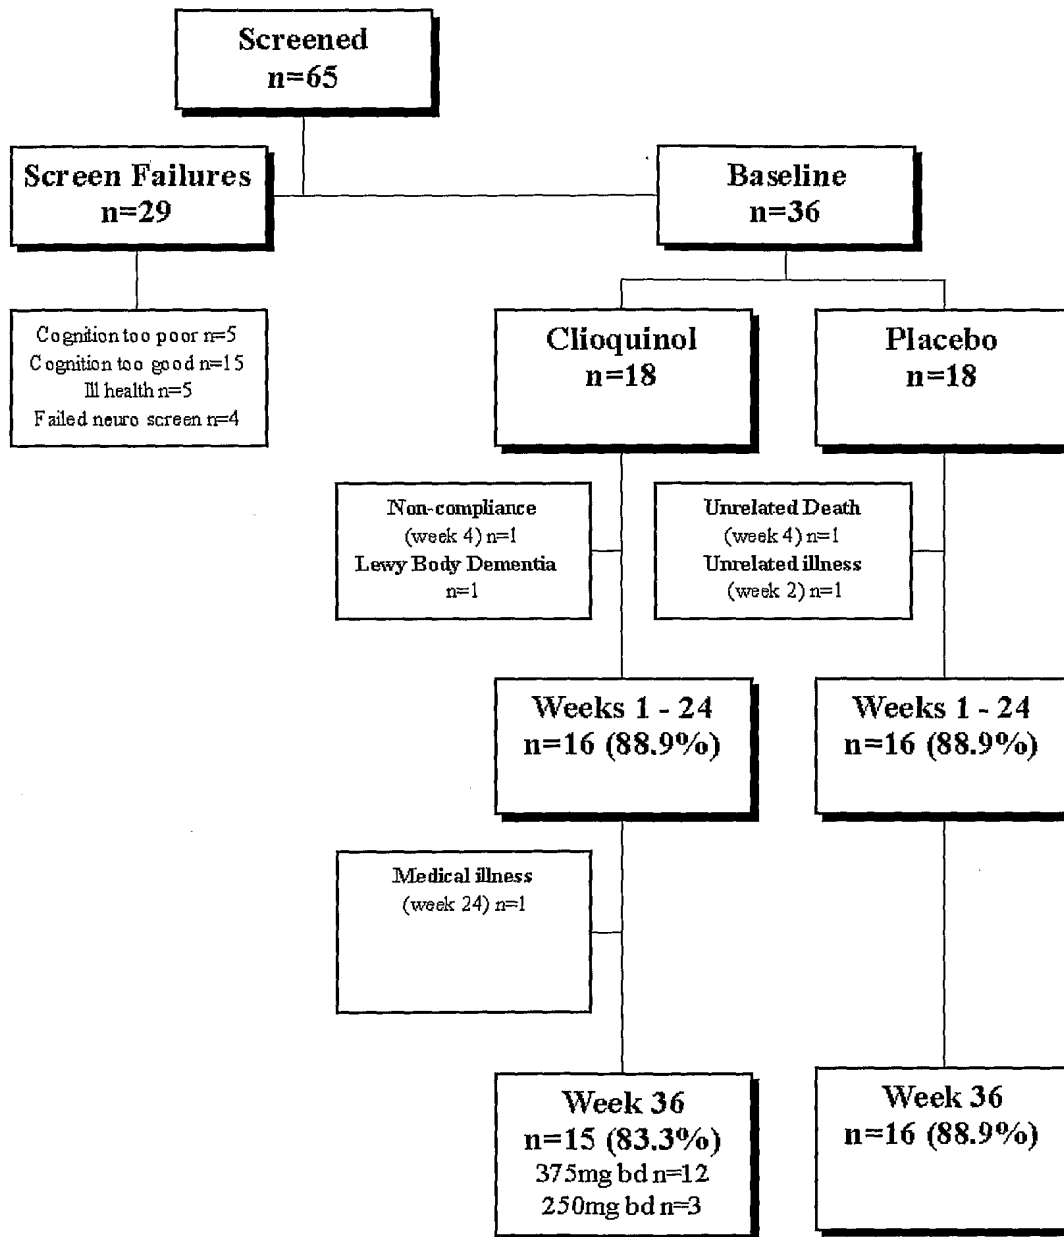 Screened
n=65
Screen Failures
n=29
Baseline
n=36
Cognition too poor n=5
Cognition too good n=15
Ill health n=5
Failed neuro screen n=4
Clioquinol
n=18
Placebo
n=18
Non-compliance
(week 4) n=1
Lewy Body Dementia
n=1
Unrelated Death
(week 4) n=1
Unrelated illness
(week 2) n=1
Weeks 1 - 24
n=16 (88.9%)
Weeks 1 - 24
n=16 (88.9%)
Medical illness
(week 24) n=1
Week 36
n=15 (83.3%)
375mg bd n=12
250mg bd n=3
Week 36
n=16 (88.9%)